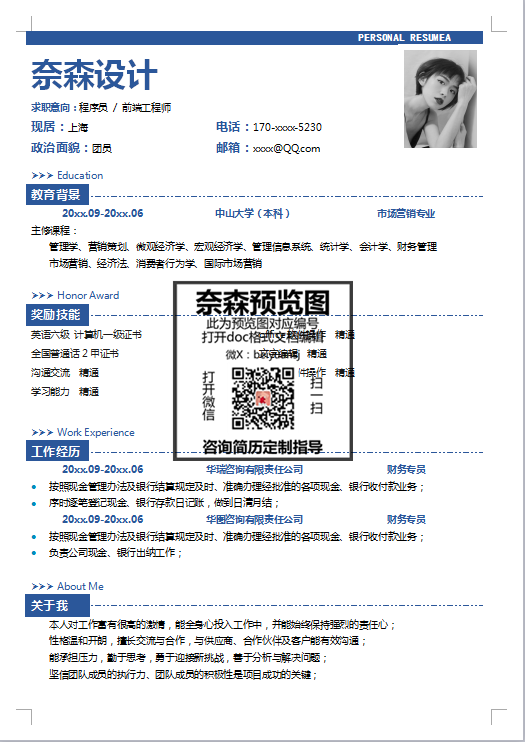 PERSONAL RESUMEA
奈森设计
求职意向：程序员 / 前端工程师
现居：上海 电话：170-xxxx-5230
政治面貌：团员 邮箱：xxxx@QQ.com
>>> Education
教育背景
20xx.09-20xx.06 中山大学（本科） 市场营销专业
主修课程：
管理学、营销策划、微观经济学、宏观经济学、管理信息系统、统计学、会计学、财务管理
市场营销、经济法、消费者行为学、国际市场营销
>>> Honor Award
奖励技能
英语六级 计算机一级证书 操作 精通
全国普通话2甲证书 精通
沟通交流 精通 件操作 精通
学习能力 精通
奈森预览图
此为预览图对应编号
打开doc格式文档编辑
微X：
打开微信
扫一扫
咨询简历定制指导
>>> Work Experience
工作经历
20xx.09-20xx.06 华瑞咨询有限责任公司 财务专员
按照现金管理办法及银行结算规定及时、准确办理经批准的各项现金、银行收付款业务；
序时逐笔登记现金、银行存款日记账，做到日清月结；
20xx.09-20xx.06 华图咨询有限责任公司 财务专员
按照现金管理办法及银行结算规定及时、准确办理经批准的各项现金、银行收付款业务；
负责公司现金、银行出纳工作；
>>> About Me
关于我
本人对工作富有很高的激情，能全身心投入工作中，并能始终保持强烈的责任心；
性格温和开朗，擅长交流与合作，与供应商、合作伙伴及客户能有效沟通；
能承担压力，勤于思考，勇于迎接新挑战，善于分析与解决问题；
坚信团队成员的执行力、团队成员的积极性是项目成功的关键；